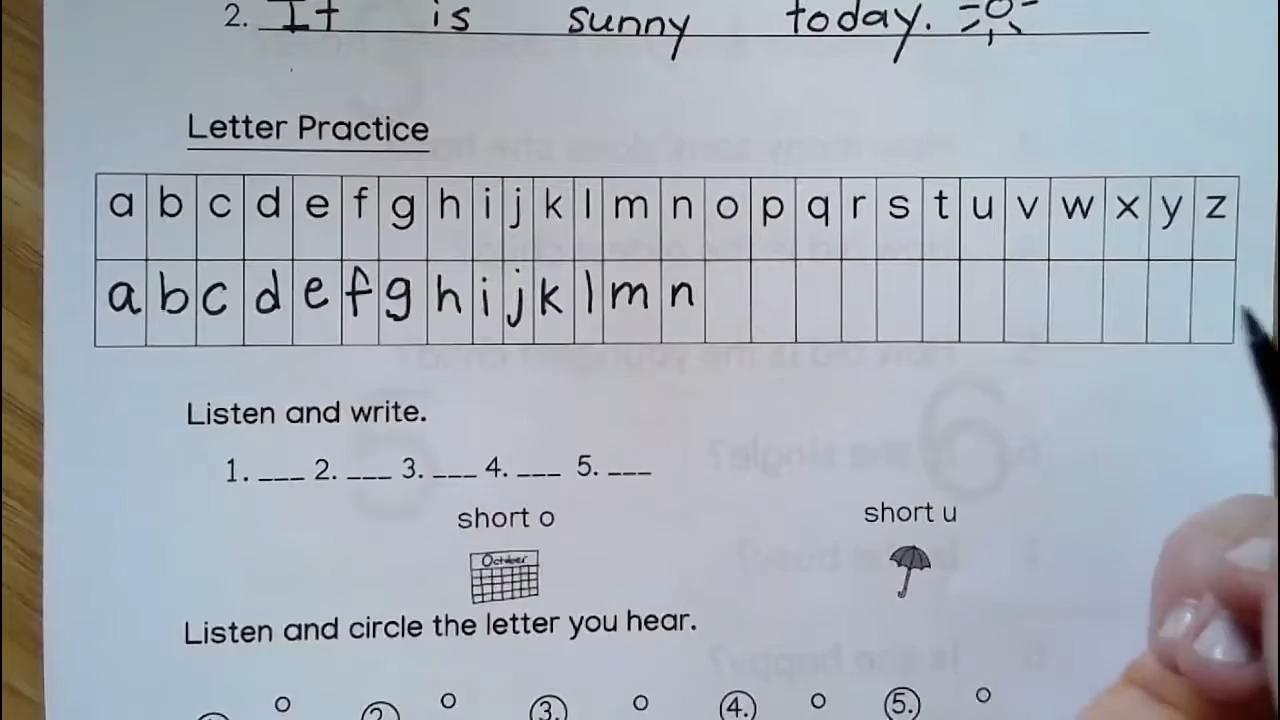 2. It is sunny today.
Letter Practice
a b c d e f g h i j k l m n o p q r s t u v w x y z
a b c d e f g h i j k l m n
Listen and write.
1. ___ 2. ___ 3. ___ 4. ___ 5. ___
short o short u
October
Listen and circle the letter you hear.
o 2. o 3. o 4. o 5. o